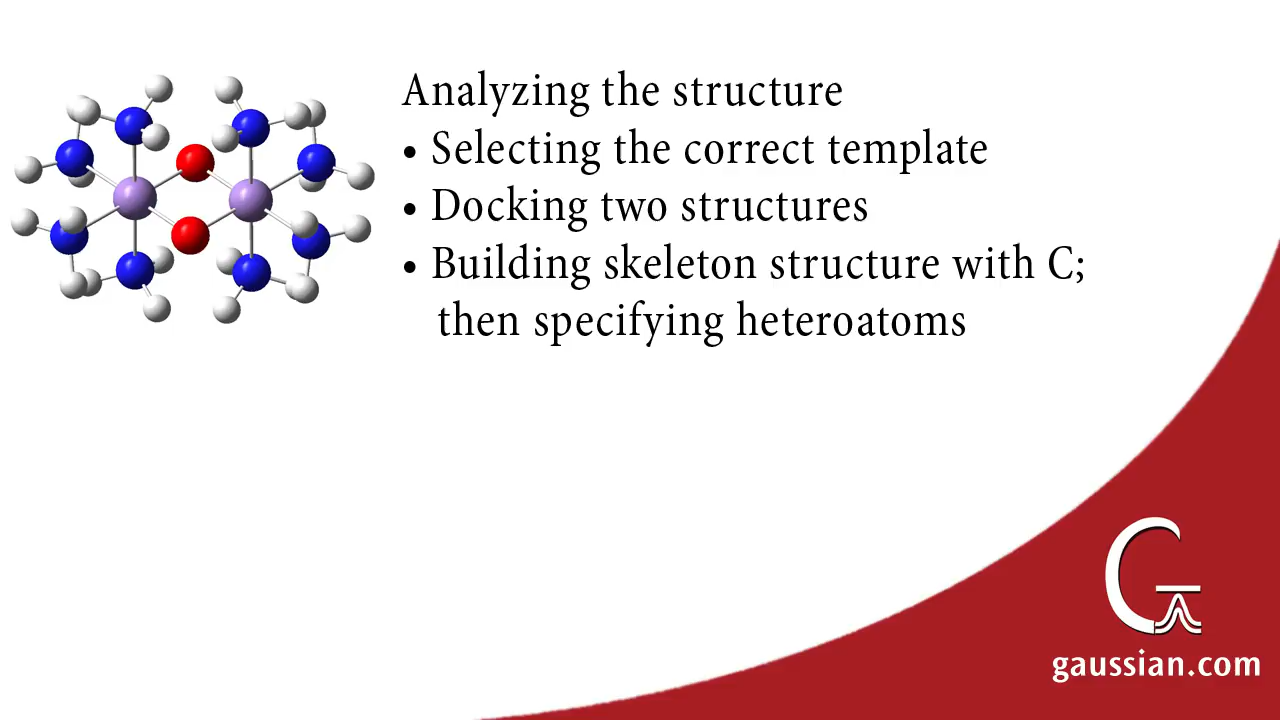 Analyzing the structure
• Selecting the correct template
• Docking two structures
• Building skeleton structure with C;
then specifying heteroatoms
G
gaussian.com